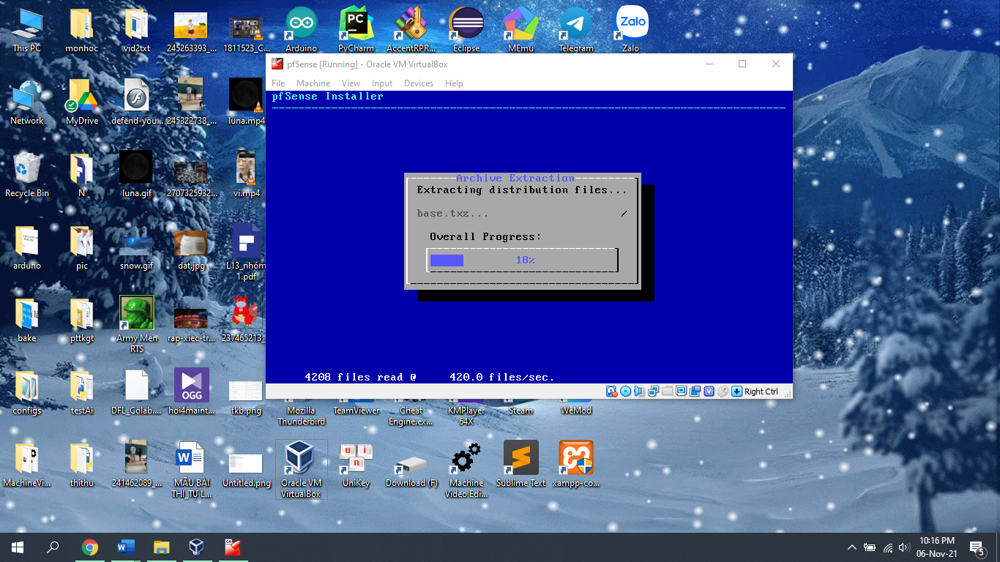 This PC
monhoc
vid2txt
245263393_...
1811523_C...
Arduino
PC
PyCharm
AccentRPR...
Eclipse
MEmu
Telegram
Zalo
Zalo
pfSense [Running] - Oracle VM VirtualBox
File Machine View Input Devices Help
pfSense Installer
Network
MyDrive
defend-you...
245322738_...
luna.mp4
Recycle Bin
N
luna.gif
2707325932...
vi.mp4
Archive Extraction
Extracting distribution files...
base.txz... /
Overall Progress:
18%
arduno
pic
snow.gif
dat.jpg
L13_nhóm
1.pdf
bake
pttkgt
Army Men
RTS
rap-xiec-tr...
237465213_
4208 files read @ 420.0 files/sec.
Right Ctrl
configs
testAi
DFL_Colab....
OGG
hoi4maint...
tkb.png
Mozilla
Thunderbird
TeamViewer
Cheat
Engine.ex...
KMPlayer
64X
Steam
WeMod
MachineVi...
thithu
241462089_...
MẪU BÀI
THI_TỰ L...
Untitled.png
Oracle VM
VirtualBox
u i
n
UniKey
Download (F)
Machine
Video Edi...
Sublime Text
xampp-co...
10:16 PM
06-Nov-21
5